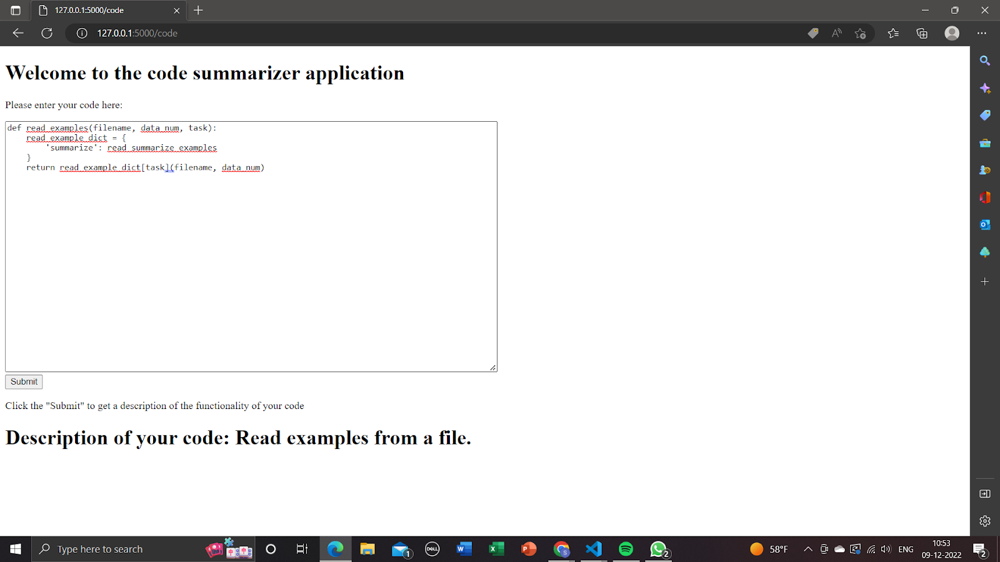 127.0.0.1:5000/code
127.0.0.1:5000/code
Welcome to the code summarizer application
Please enter your code here:
def read_examples(filename, data_num, task):
    read_example_dict = {
        'summarize': read_summarize_examples
    }
    return read_example_dict[task](filename, data_num)
Submit
Click the "Submit" to get a description of the functionality of your code
Description of your code: Read examples from a file.
Type here to search
1
DELL
2
58°F
ENG
10:53
09-12-2022
2